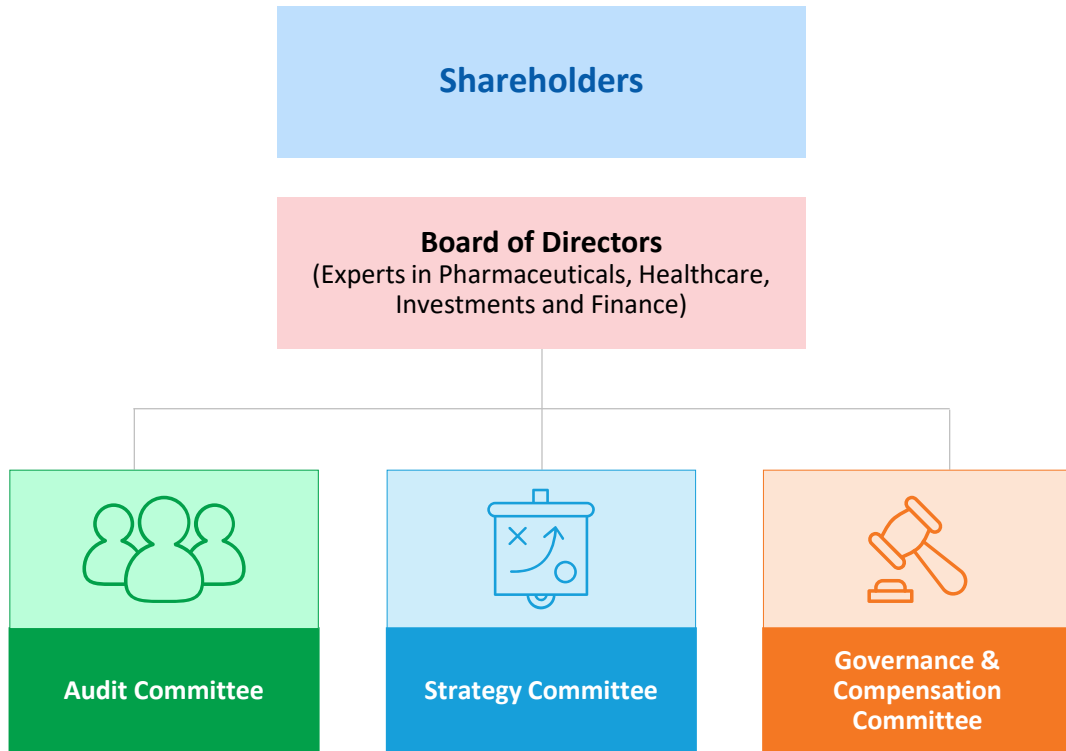 Shareholders
Board of Directors
(Experts in Pharmaceuticals, Healthcare,
Investments and Finance)
Audit Committee
Strategy Committee
Governance &
Compensation
Committee